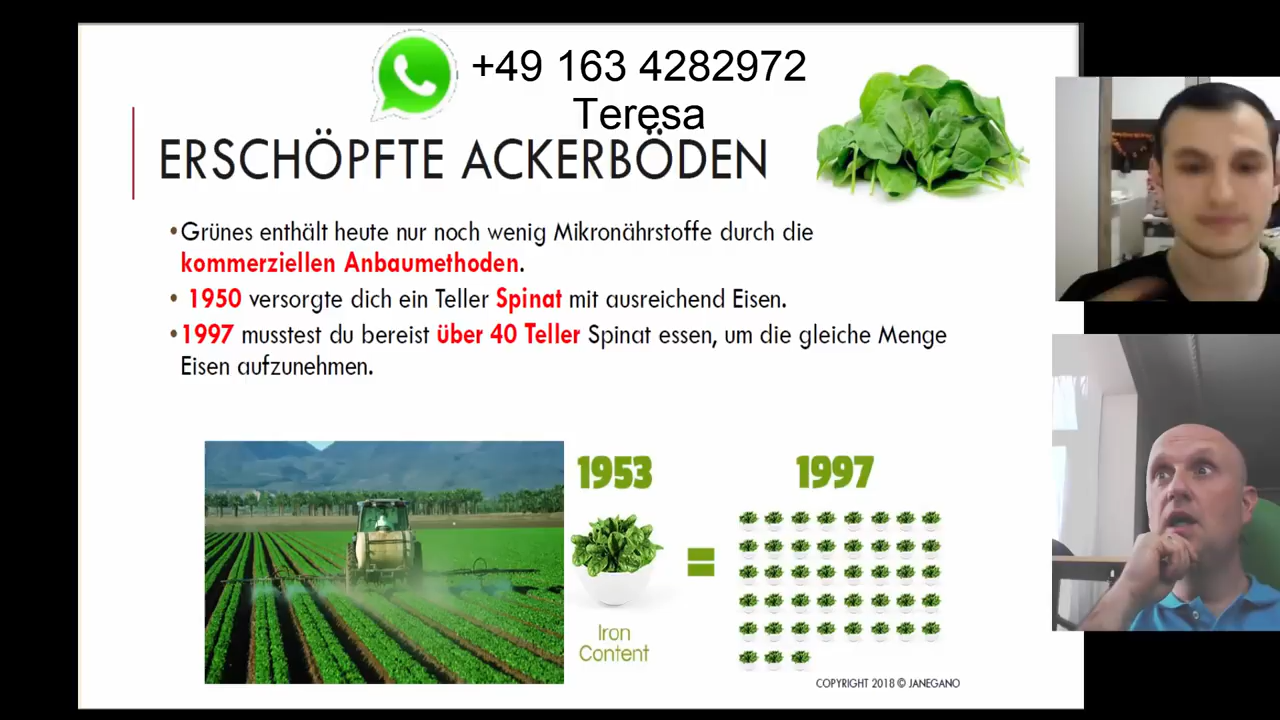 +49 163 4282972
Teresa
ERSCHÖPFTE ACKERBÖDEN
•Grünes enthält heute nur noch wenig Mikronährstoffe durch die
kommerziellen Anbaumethoden.
• 1950 versorgte dich ein Teller Spinat mit ausreichend Eisen.
•1997 musstest du bereist über 40 Teller Spinat essen, um die gleiche Menge
Eisen aufzunehmen.
1953
1997
=
Iron
Content
COPYRIGHT 2018 © JANEGANO